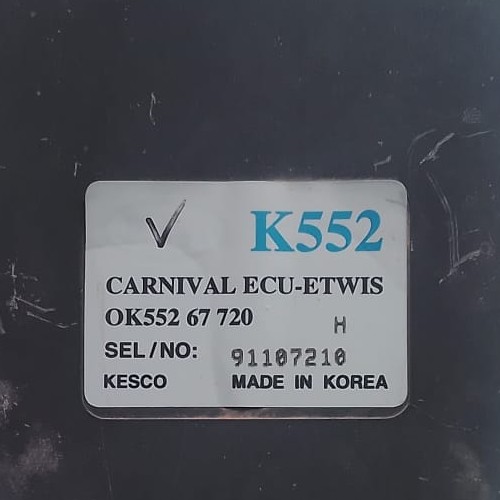 K552
CARNIVAL ECU-ETWIS
OK552 67 720
H
SEL/NO: 91107210
KESCO MADE IN KOREA